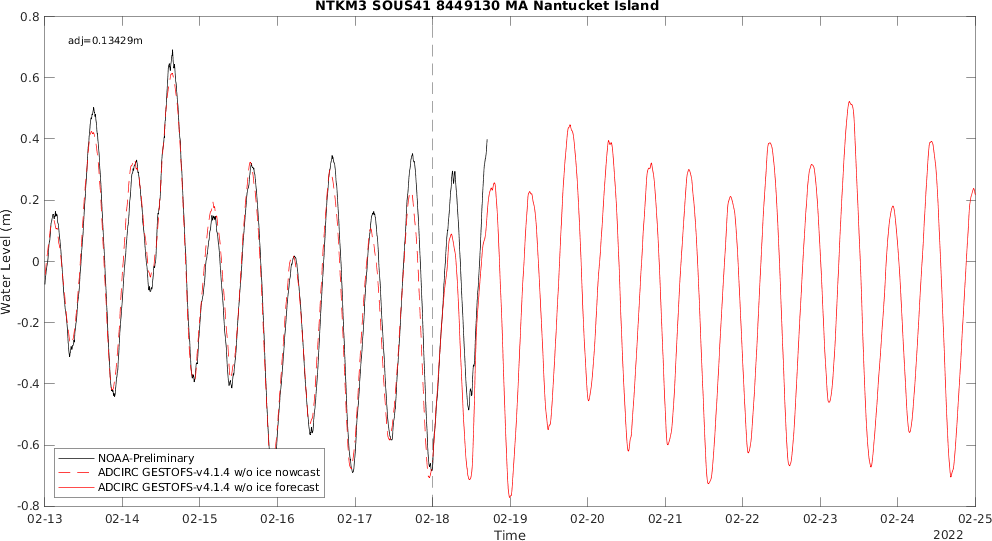 NTKM3 SOUS41 8449130 MA Nantucket Island
adj=0.13429m
0.8
0.6
0.4
0.2
0
-0.2
-0.4
-0.6
-0.8
Water Level (m)
NOAA-Preliminary
ADCIRC GESTOFS-v4.1.4 w/o ice nowcast
ADCIRC GESTOFS-v4.1.4 w/o ice forecast
02-13 02-14 02-15 02-16 02-17 02-18 02-19 02-20 02-21 02-22 02-23 02-24 02-25
Time
2022